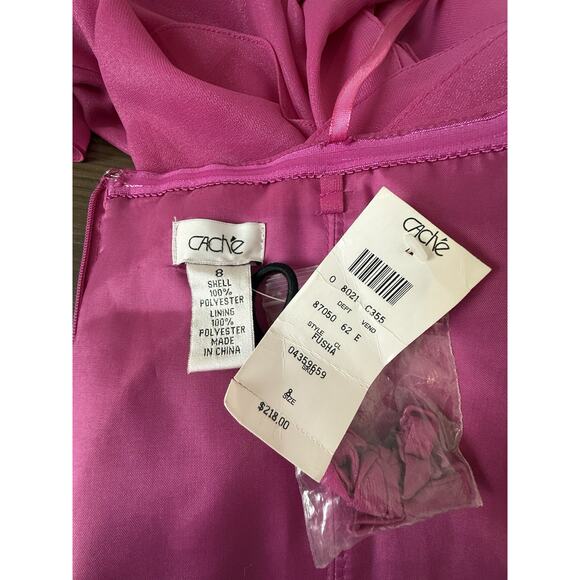 CACHÉ
8
SHELL
100%
POLYESTER
LINING
100%
POLYESTER
MADE
IN CHINA
CACHÉ
0 8021 C355
DEPT VEND
87050 62 E
STYLE CL
FUSHA
04359659
SKU
8
SIZE
$218.00